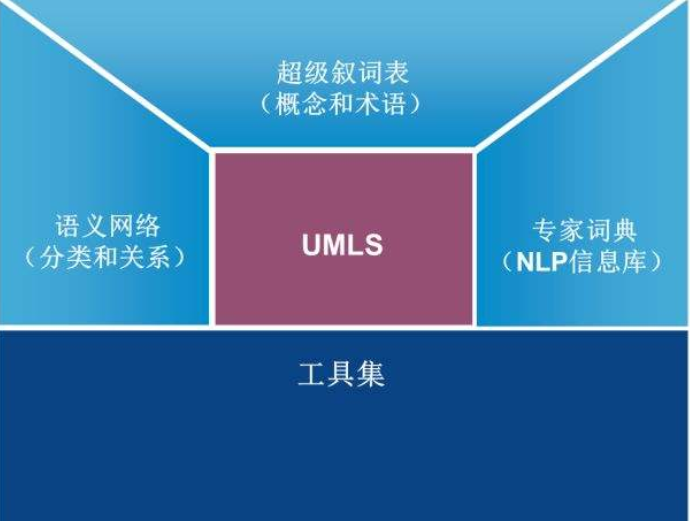 超级叙词表
（概念和术语）
语义网络
（分类和关系）
UMLS
专家词典
（NLP信息库）
工具集